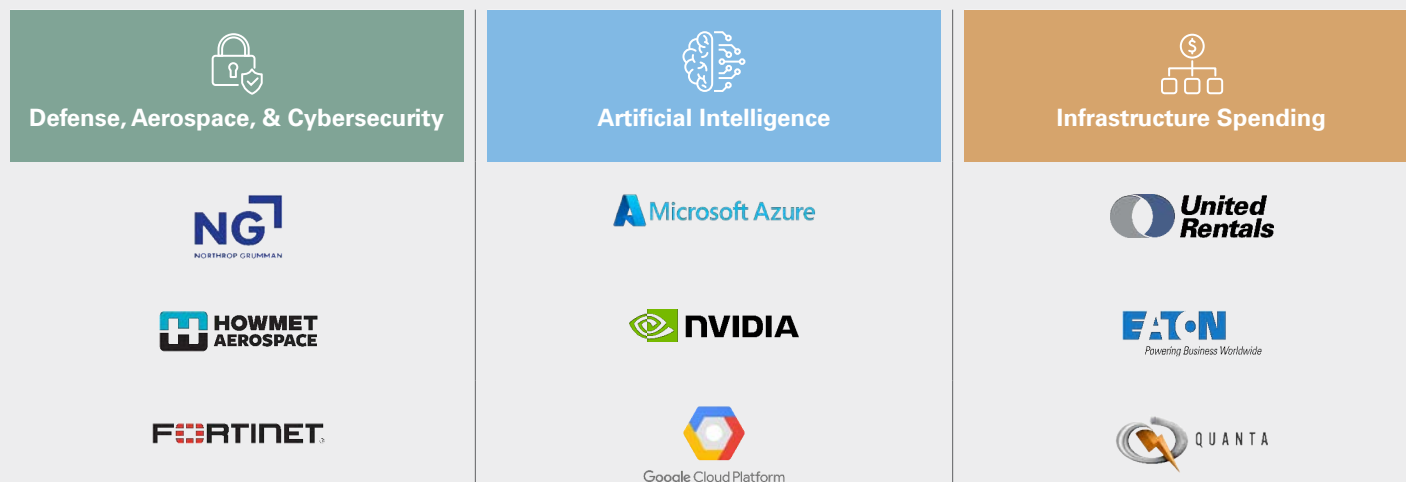 Defense, Aerospace, & Cybersecurity
NG
NORTHROP GRUMMAN
HOWMET
AEROSPACE
FORTINET
Artificial Intelligence
Microsoft Azure
NVIDIA
Google Cloud Platform
$
Infrastructure Spending
United
Rentals
EATON
Powering Business Worldwide
QUANTA